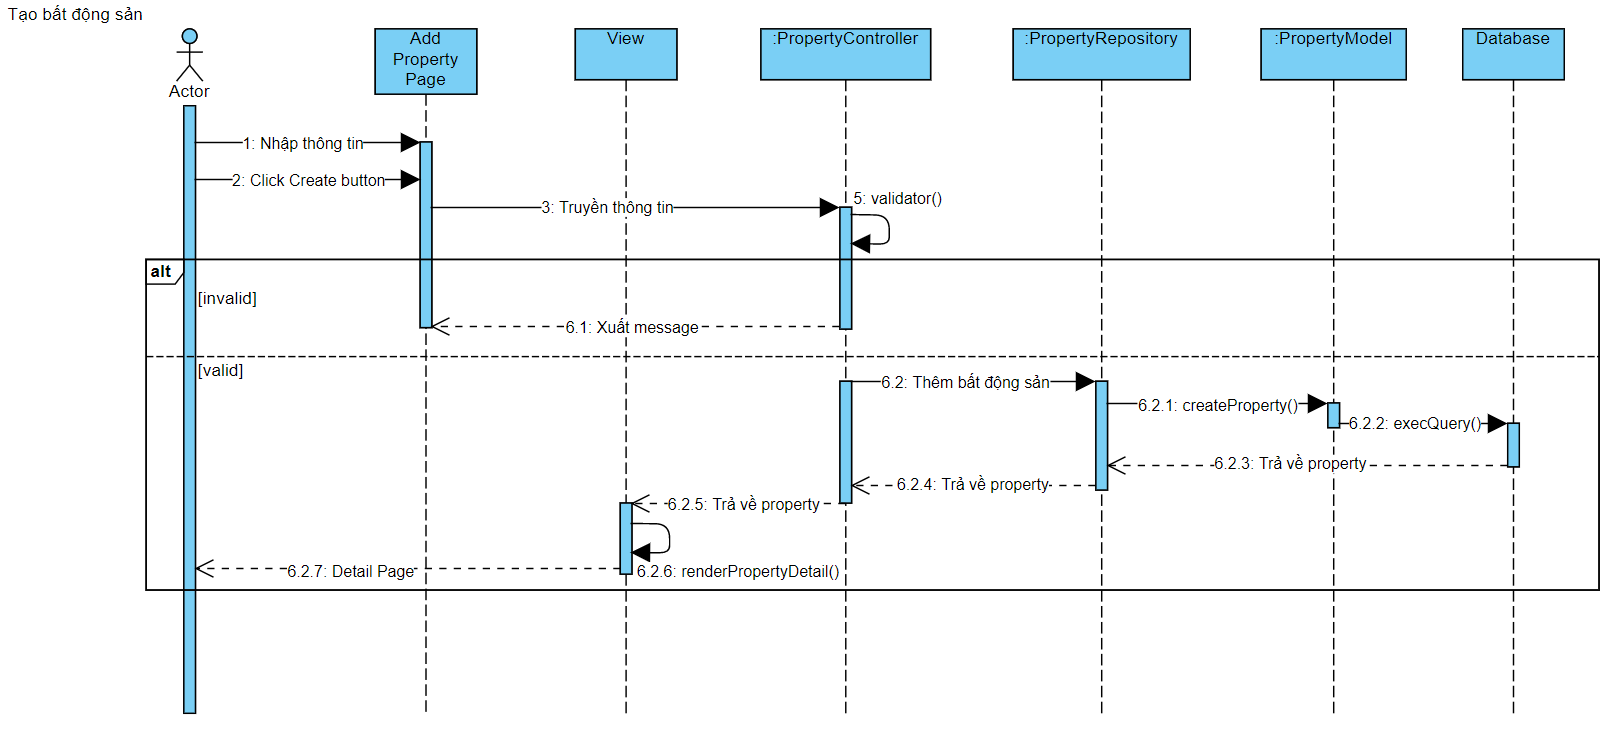 Tạo bất động sản
Actor
Add
Property
Page
View
:PropertyController
:PropertyRepository
:PropertyModel
Database
1: Nhập thông tin
2: Click Create button
3: Truyền thông tin
5: validator()
alt
[invalid]
6.1: Xuất message
[valid]
6.2: Thêm bất động sản
6.2.1: createProperty()
6.2.2: execQuery()
6.2.3: Trả về property
6.2.4: Trả về property
6.2.5: Trả về property
6.2.6: renderPropertyDetail()
6.2.7: Detail Page